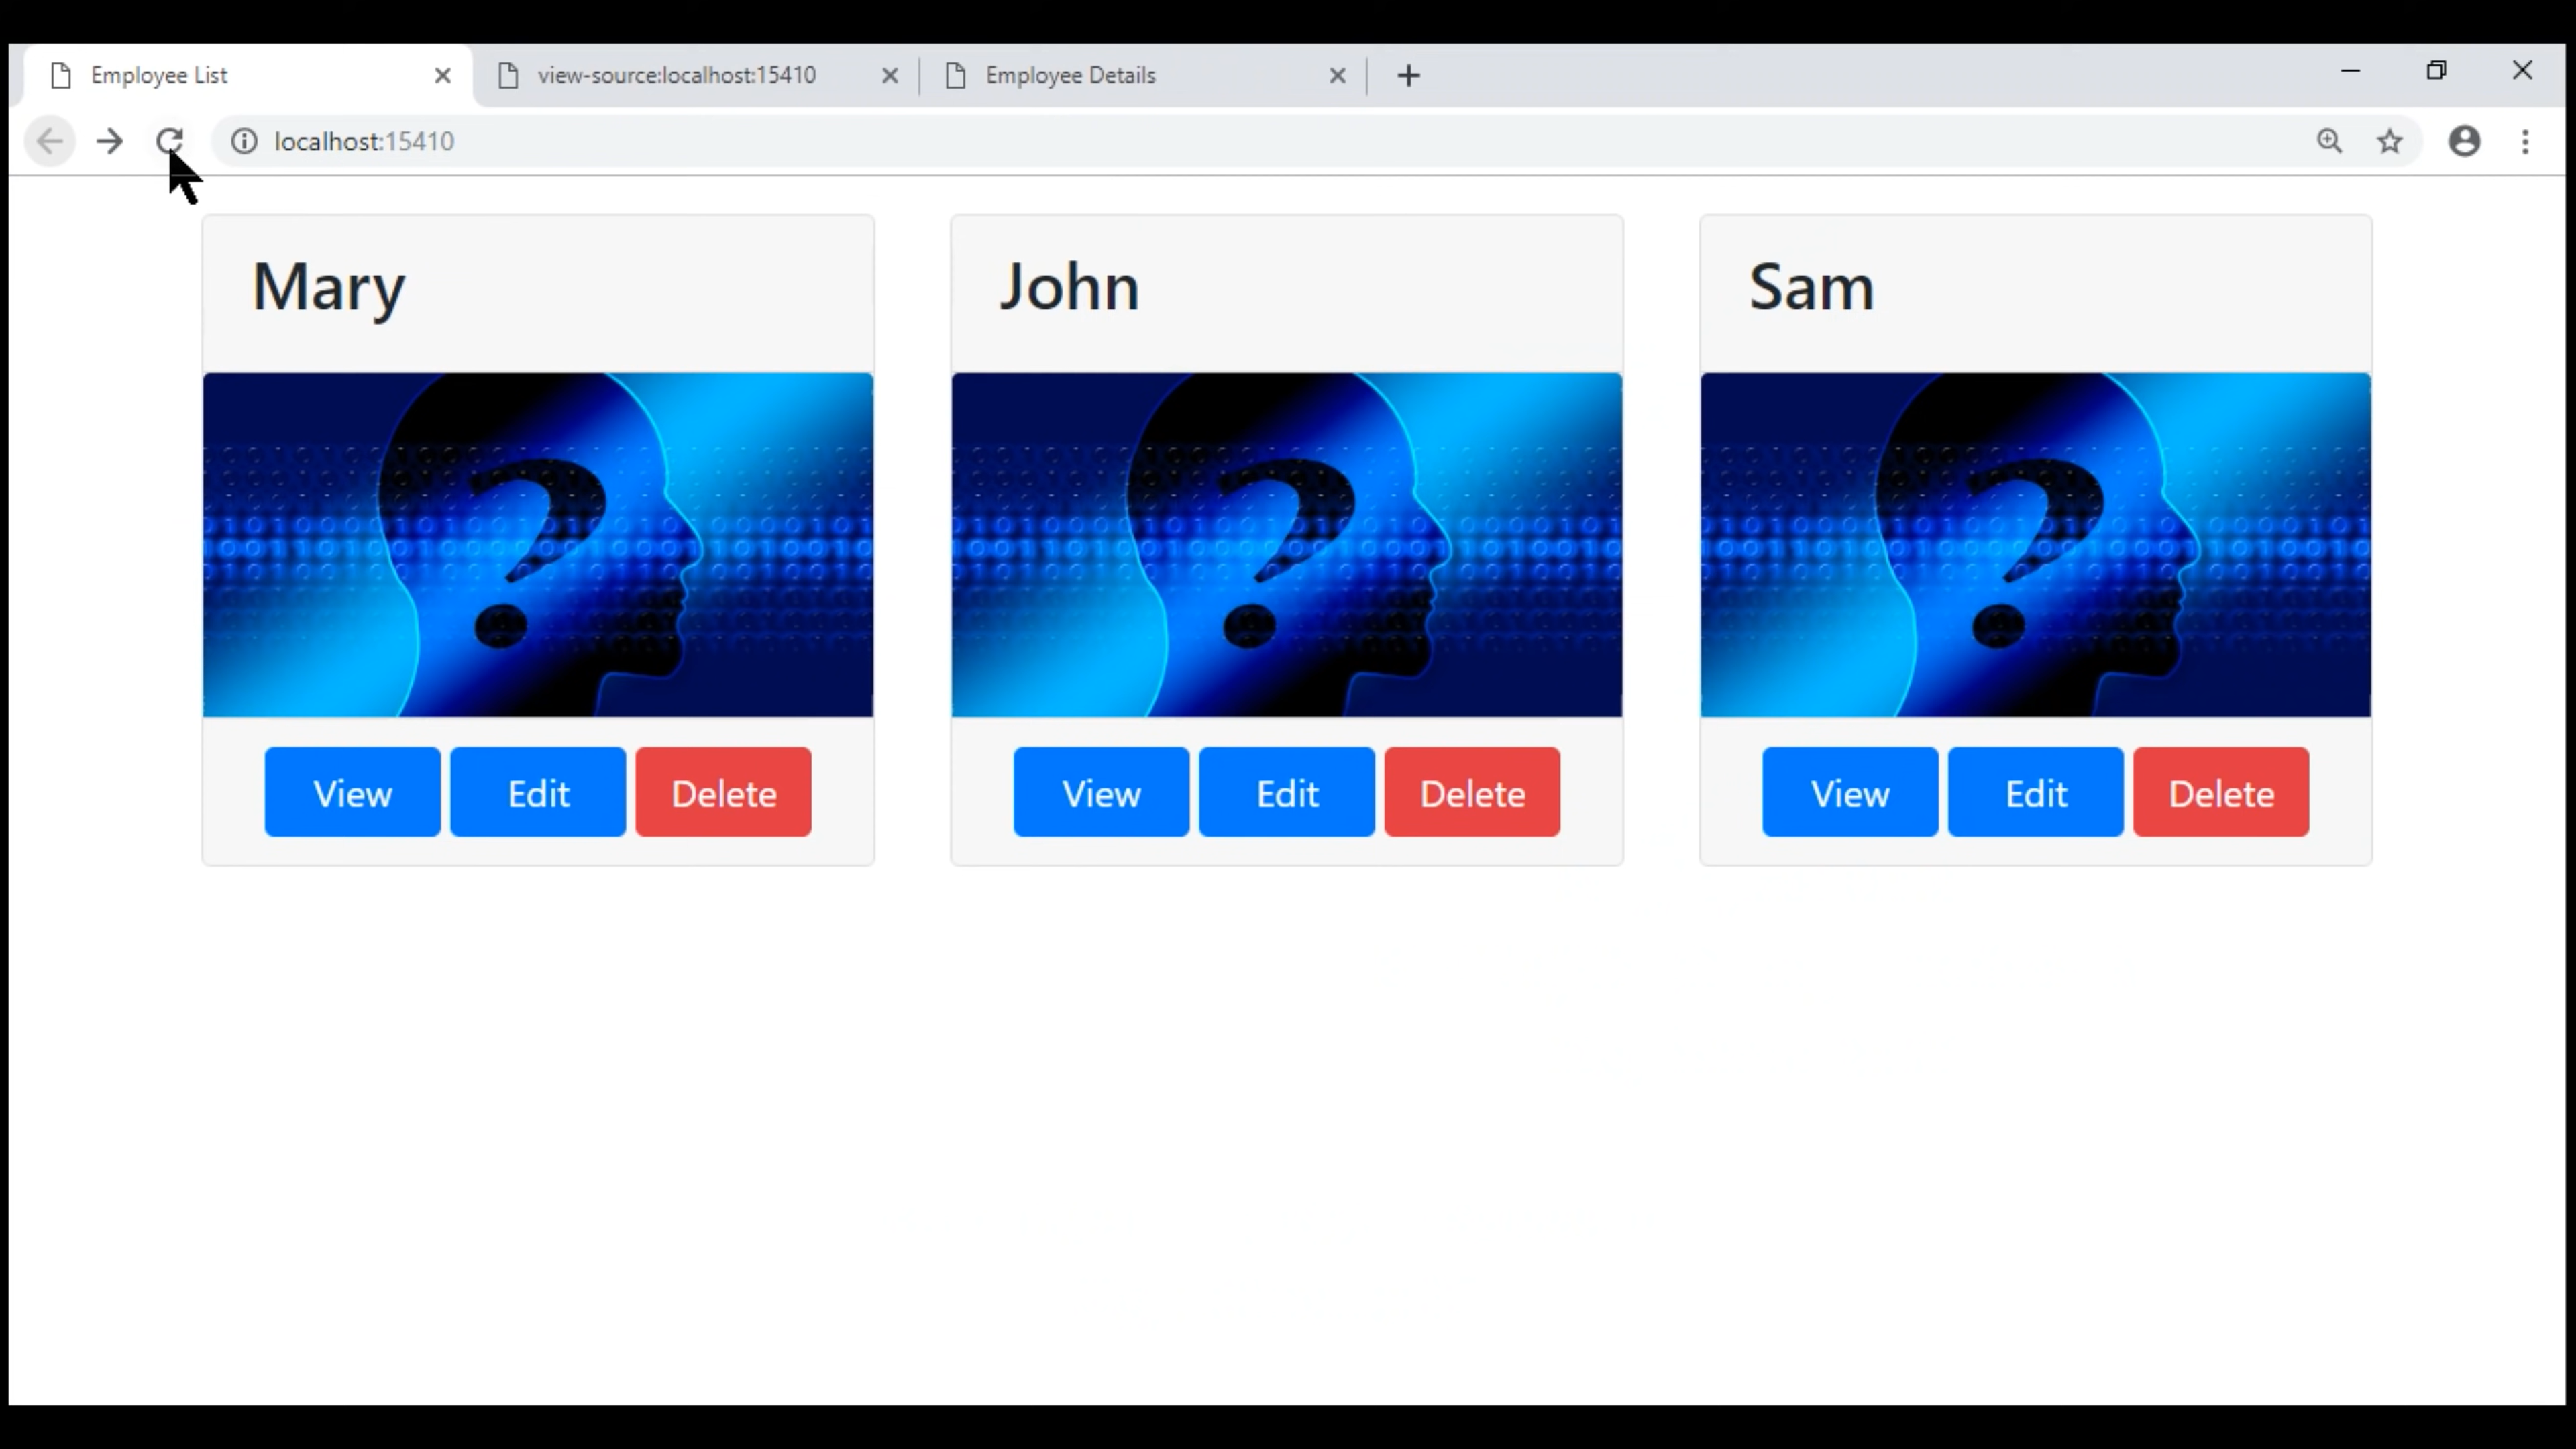 Employee List
view-source:localhost:15410
Employee Details
localhost:15410
Mary
John
Sam
View Edit Delete
View Edit Delete
View Edit Delete